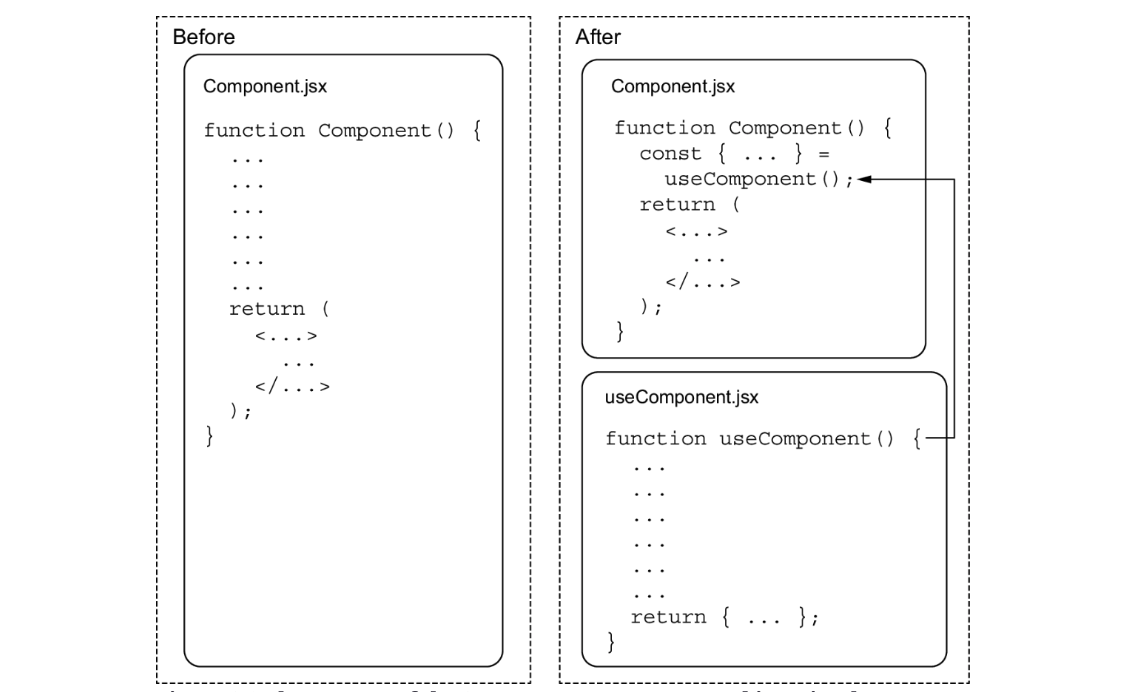 Before
Component.jsx
function Component() {
...
...
...
...
...
...
return (
<...>
...
</...>
);
}
After
Component.jsx
function Component() {
const { ... } =
useComponent();
return (
<...>
...
</...>
);
}
useComponent.jsx
function useComponent() {
...
...
...
...
...
...
return { ... };
}